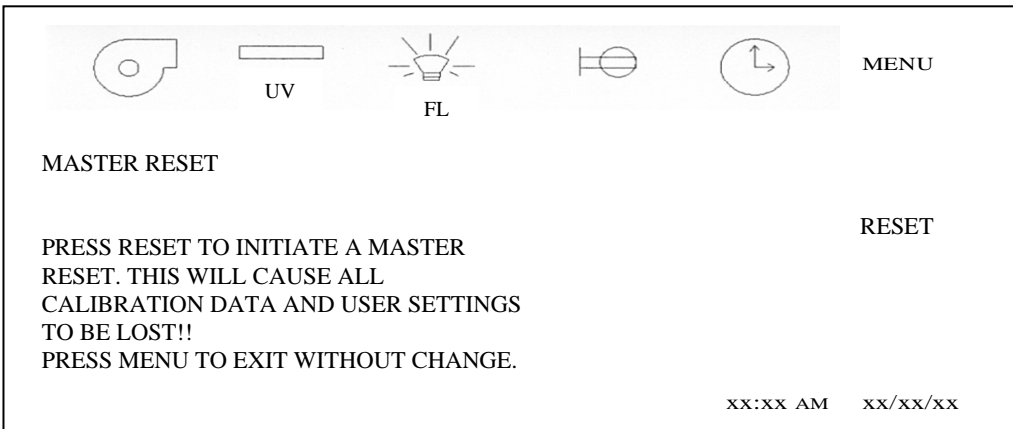 MENU
UV
FL
MASTER RESET
RESET
PRESS RESET TO INITIATE A MASTER
RESET. THIS WILL CAUSE ALL
CALIBRATION DATA AND USER SETTINGS
TO BE LOST!!
PRESS MENU TO EXIT WITHOUT CHANGE.
xx:xx AM xx/xx/xx